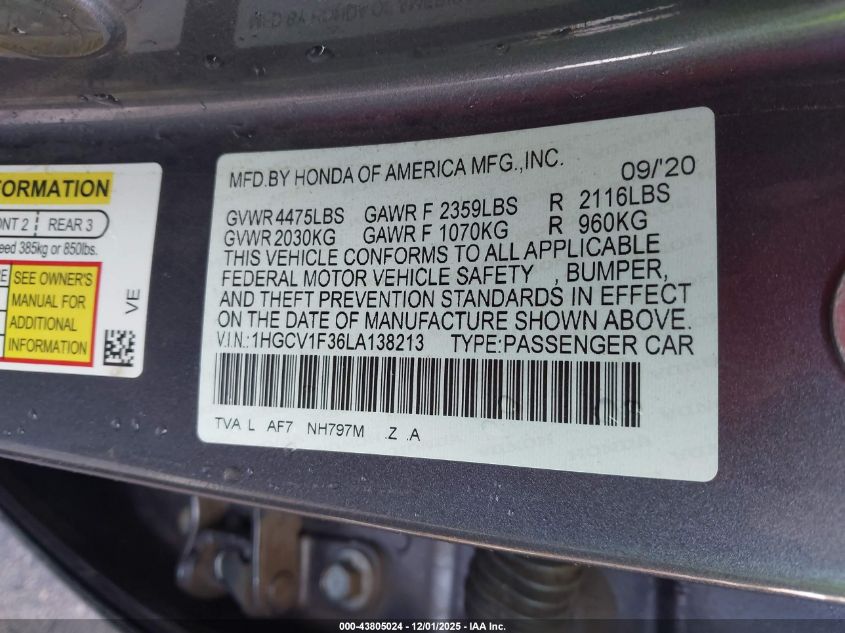 FORMATION
NT 2 REAR 3
eed 385kg or 850lbs.
SEE OWNER'S
MANUAL FOR
ADDITIONAL
INFORMATION
VE
MFD.BY HONDA OF AMERICA MFG.,INC. 09/'20
GVWR 4475LBS GAWR F 2359LBS R 2116LBS
GVWR 2030KG GAWR F 1070KG R 960KG
THIS VEHICLE CONFORMS TO ALL APPLICABLE
FEDERAL MOTOR VEHICLE SAFETY , BUMPER,
AND THEFT PREVENTION STANDARDS IN EFFECT
ON THE DATE OF MANUFACTURE SHOWN ABOVE.
V.I.N.:1HGCV1F36LA138213 TYPE:PASSENGER CAR
TVA L AF7 NH797M .Z .A
000-43805024 - 12/01/2025 - IAA Inc.